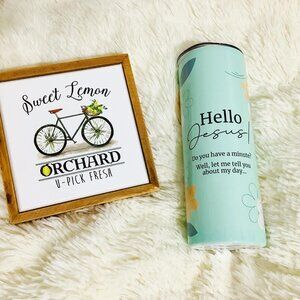 Sweet Lemon
ORCHARD
U-PICK FRESH
Hello
Jesus!
Do you have a minute?
Well, let me tell you
about my day...